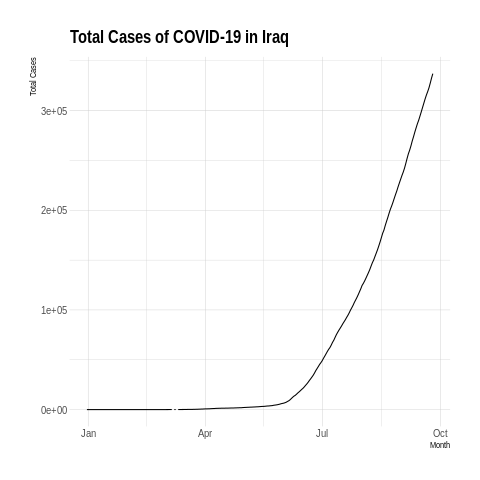 Total Cases of COVID-19 in Iraq
Total Cases
3e+05
2e+05
1e+05
0e+00
Jan Apr Jul Oct
Month